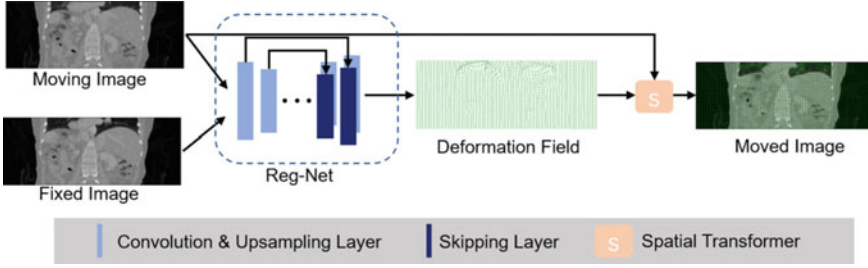 Moving Image
Fixed Image
Reg-Net
Deformation Field
S
Moved Image
Convolution & Upsampling Layer
Skipping Layer
S
Spatial Transformer